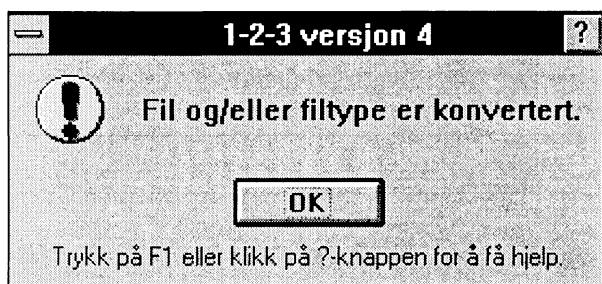 1-2-3 versjon 4 ?
Fil og/eller filtype er konvertert.
OK
Trykk på F1 eller klikk på ?-knappen for å få hjelp.